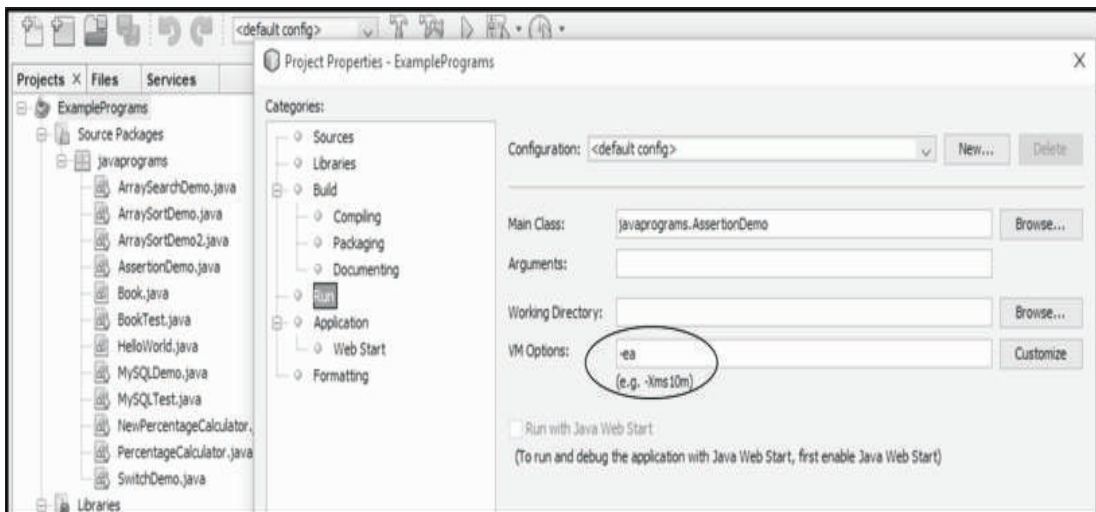 <default config>
Projects × Files Services
ExamplePrograms
Source Packages
javaprograms
ArraySearchDemo.java
ArraySortDemo.java
ArraySortDemo2.java
AssertionDemo.java
Book.java
BookTest.java
HelloWorld.java
MySQLDemo.java
MySQLTest.java
NewPercentageCalculator.
PercentageCalculator.java
SwitchDemo.java
Libraries
Project Properties - ExamplePrograms X
Categories:
Sources
Libraries
Build
Compiling
Packaging
Documenting
Run
Application
Web Start
Formatting
Configuration: <default config> New... Delete
Main Class: javaprograms.AssertionDemo Browse...
Arguments:
Working Directory: Browse...
VM Options: -ea Customize
(e.g. -Xms10m)
Run with Java Web Start
(To run and debug the application with Java Web Start, first enable Java Web Start)